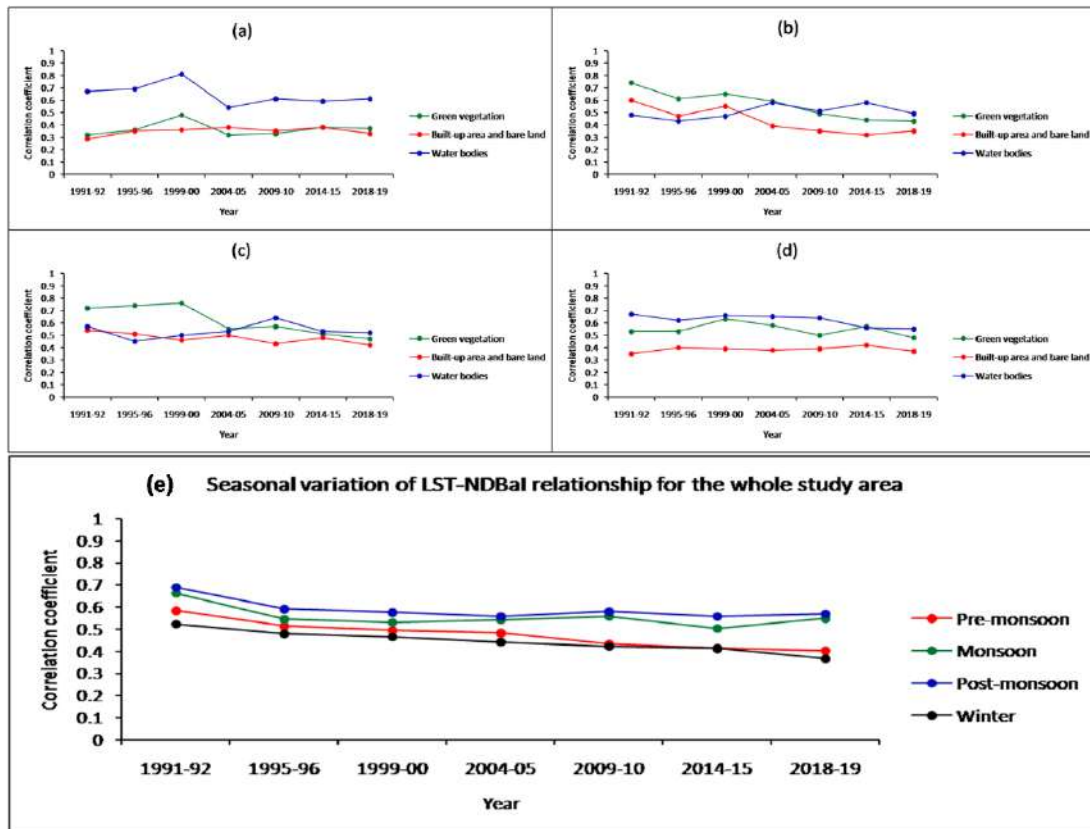 (a)
Correlation coefficient
1
0.9
0.8
0.7
0.6
0.5
0.4
0.3
0.2
0.1
0
1991-92 1995-96 1999-00 2004-05 2009-10 2014-15 2018-19
Year
Green vegetation
Built-up area and bare land
Water bodies
(b)
Correlation coefficient
1
0.9
0.8
0.7
0.6
0.5
0.4
0.3
0.2
0.1
0
1991-92 1995-96 1999-00 2004-05 2009-10 2014-15 2018-19
Year
Green vegetation
Built-up area and bare land
Water bodies
(c)
Correlation coefficient
1
0.9
0.8
0.7
0.6
0.5
0.4
0.3
0.2
0.1
0
1991-92 1995-96 1999-00 2004-05 2009-10 2014-15 2018-19
Year
Green vegetation
Built-up area and bare land
Water bodies
(d)
Correlation coefficient
1
0.9
0.8
0.7
0.6
0.5
0.4
0.3
0.2
0.1
0
1991-92 1995-96 1999-00 2004-05 2009-10 2014-15 2018-19
Year
Green vegetation
Built-up area and bare land
Water bodies
(e) Seasonal variation of LST-NDBaI relationship for the whole study area
Correlation coefficient
1
0.9
0.8
0.7
0.6
0.5
0.4
0.3
0.2
0.1
0
1991-92 1995-96 1999-00 2004-05 2009-10 2014-15 2018-19
Year
Pre-monsoon
Monsoon
Post-monsoon
Winter